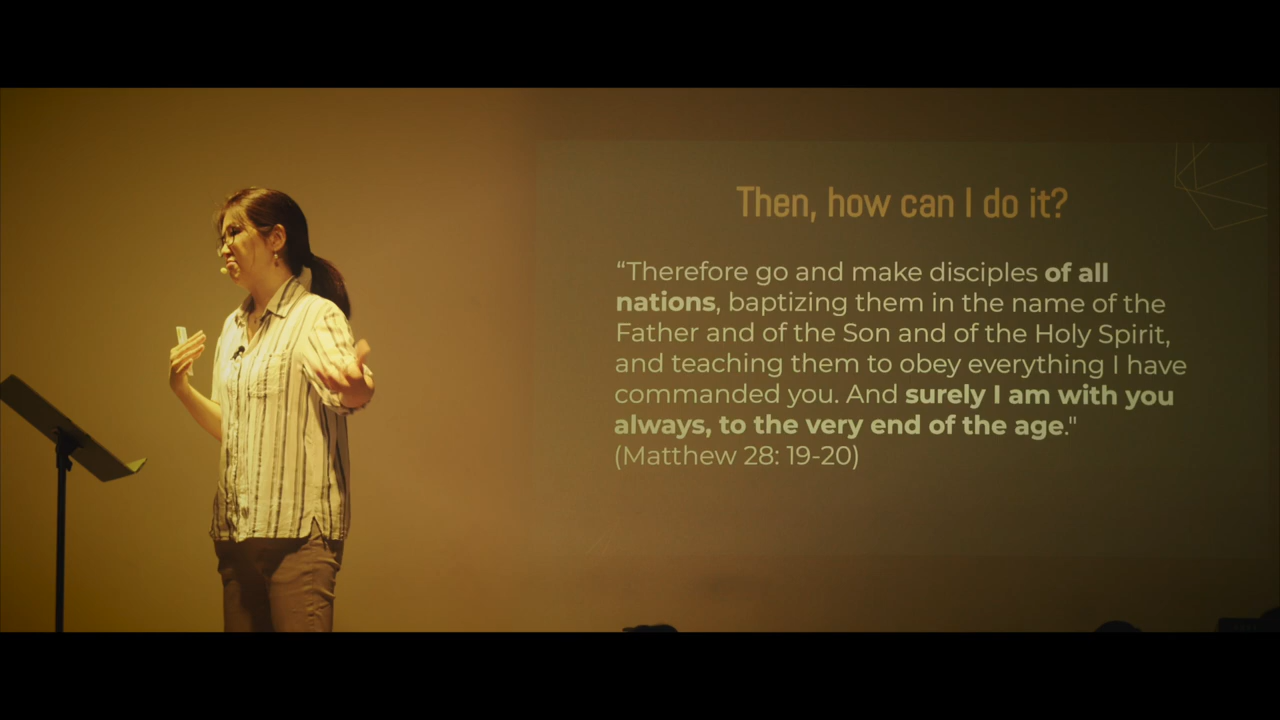 Then, how can I do it?
“Therefore go and make disciples of all
nations, baptizing them in the name of the
Father and of the Son and of the Holy Spirit,
and teaching them to obey everything I have
commanded you. And surely I am with you
always, to the very end of the age."
(Matthew 28: 19-20)